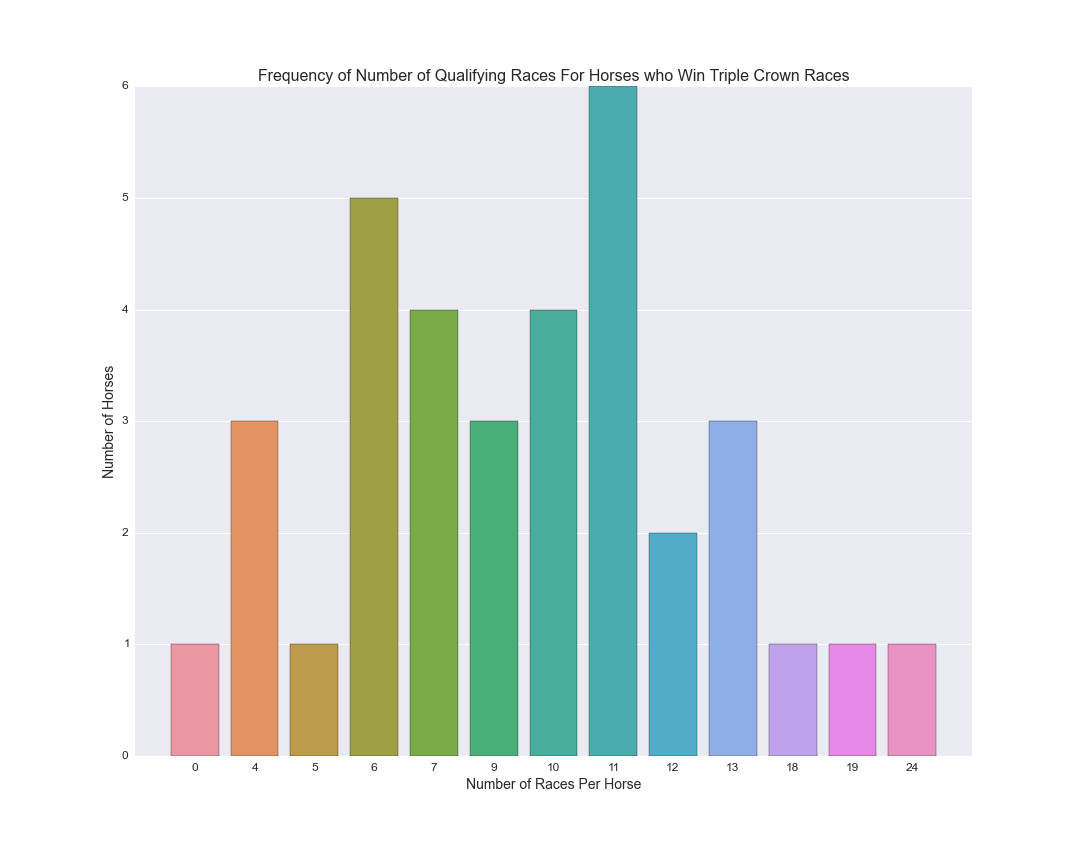 Frequency of Number of Qualifying Races For Horses who Win Triple Crown Races
6
5
4
3
2
1
0
Number of Horses
0 4 5 6 7 9 10 11 12 13 18 19 24
Number of Races Per Horse